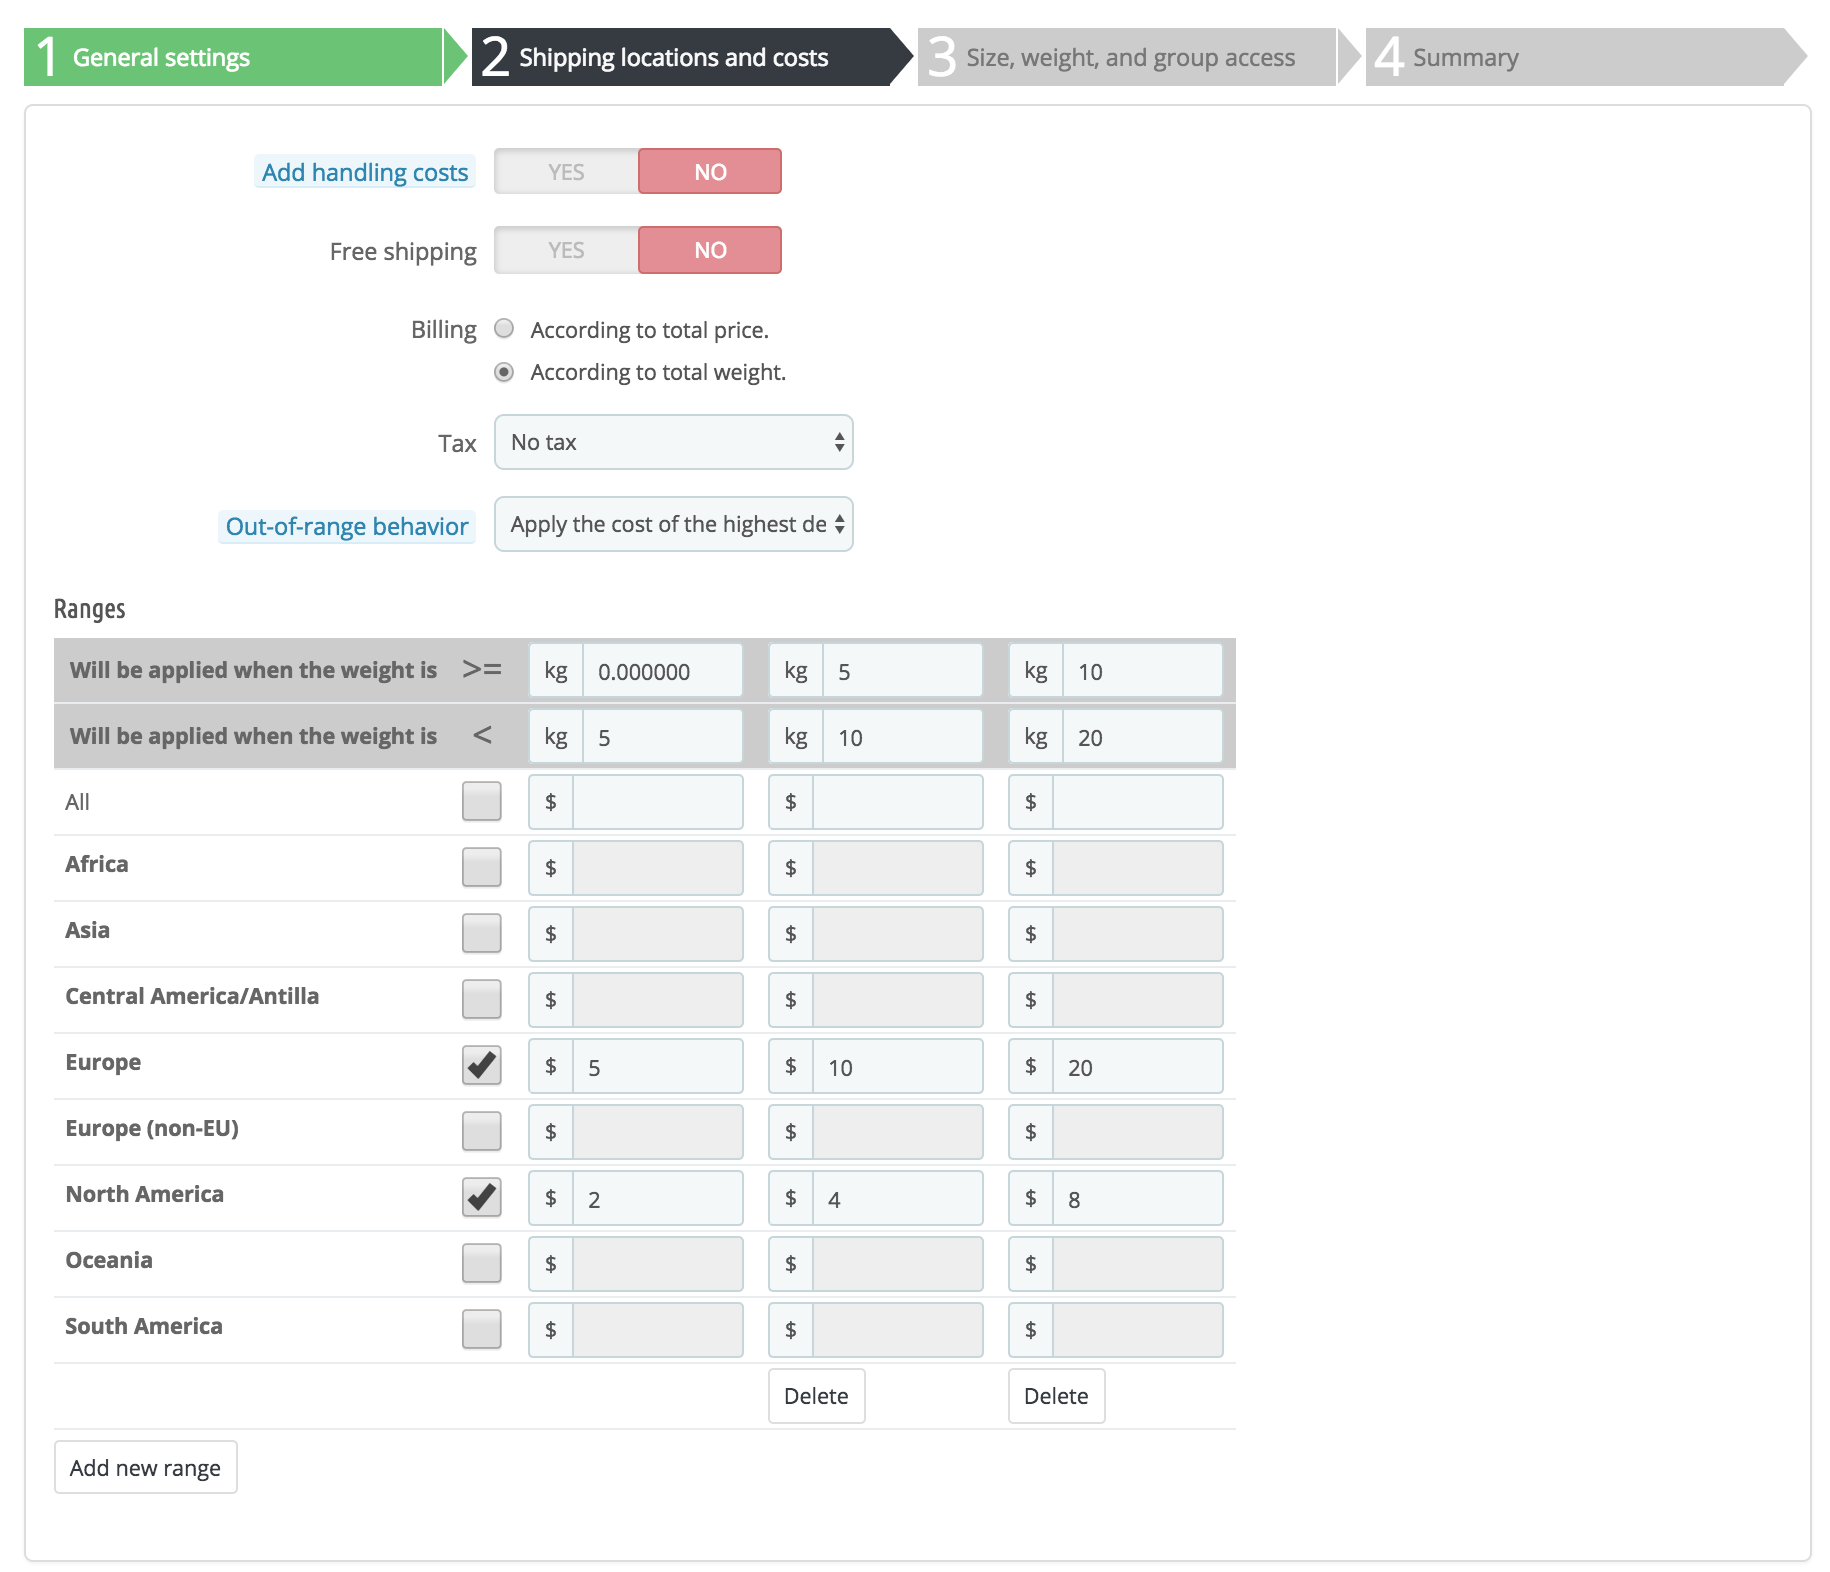 1 General settings
2 Shipping locations and costs
3 Size, weight, and group access
4 Summary
Add handling costs YES NO
Free shipping YES NO
Billing According to total price.
According to total weight.
Tax No tax
Out-of-range behavior Apply the cost of the highest de
Ranges
Will be applied when the weight is >= kg 0.000000 kg 5 kg 10
Will be applied when the weight is < kg 5 kg 10 kg 20
All $ $ $
Africa $ $ $
Asia $ $ $
Central America/Antilla $ $ $
Europe $ 5 $ 10 $ 20
Europe (non-EU) $ $ $
North America $ 2 $ 4 $ 8
Oceania $ $ $
South America $ $ $
Delete Delete
Add new range